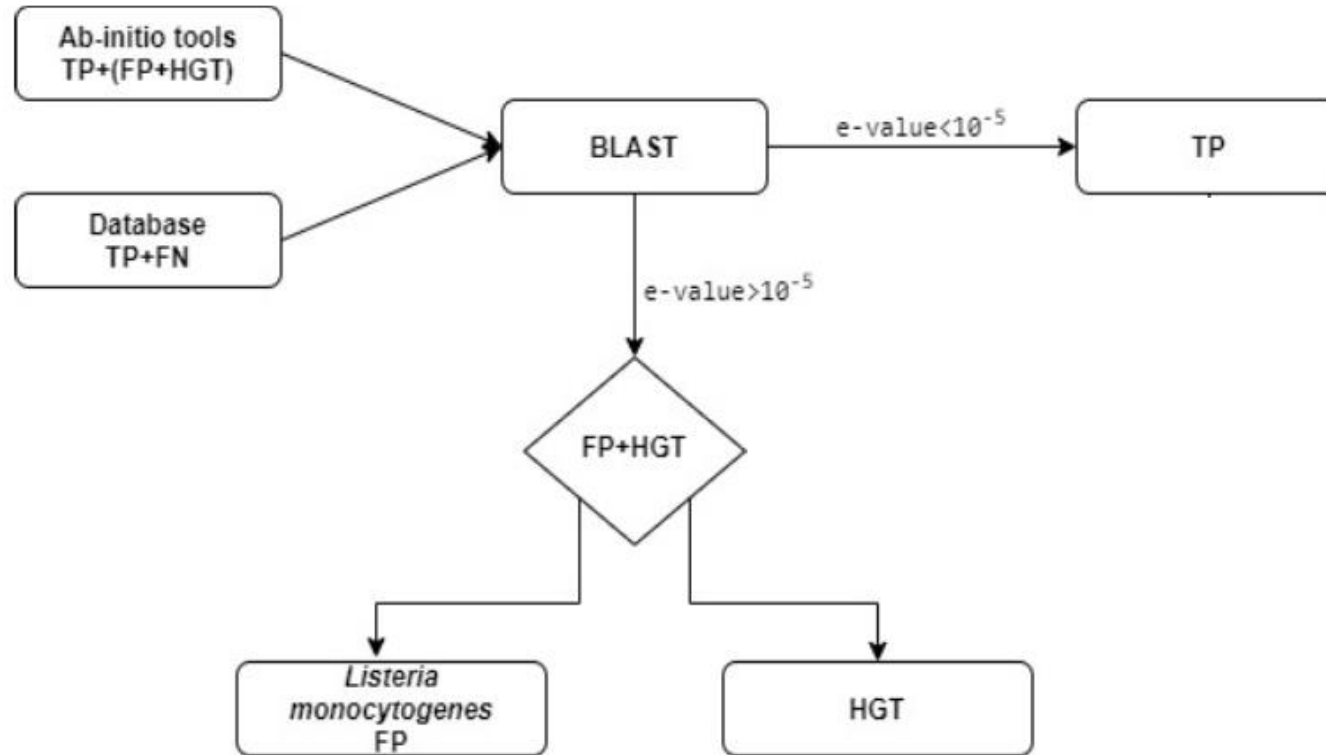 Ab-initio tools
TP+(FP+HGT)
Database
TP+FN
BLAST
e-value<10⁻⁵
TP
e-value>10⁻⁵
FP+HGT
Listeria
monocytogenes
FP
HGT